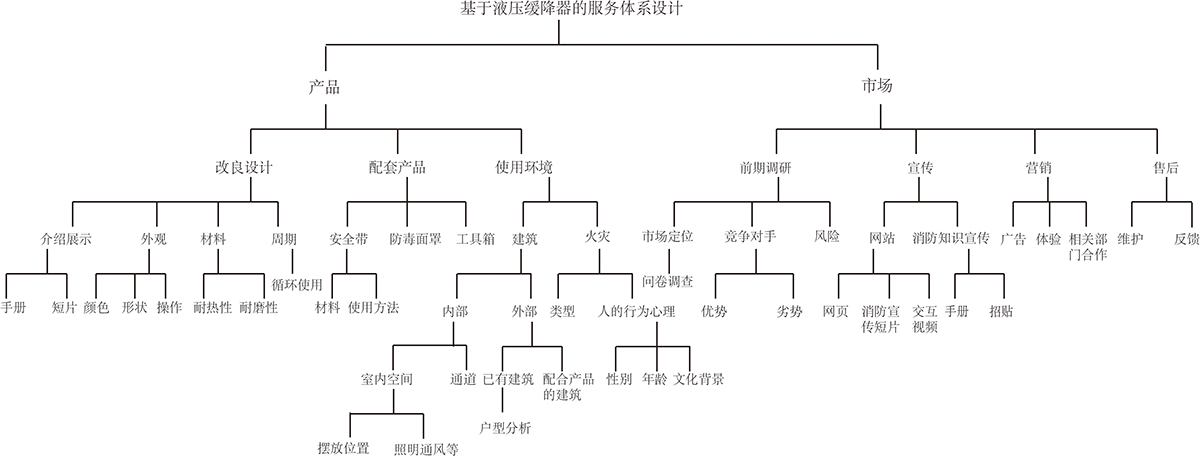 基于液压缓降器的服务体系设计
产品
市场
改良设计
配套产品
使用环境
前期调研
宣传
营销
售后
介绍展示
外观
材料
周期
安全带
防毒面罩
工具箱
建筑
火灾
市场定位
竞争对手
风险
网站
消防知识宣传
广告
体验
相关部
门合作
维护
反馈
循环使用
问卷调查
手册
短片
颜色
形状
操作
耐热性
耐磨性
材料
使用方法
内部
外部
类型
人的行为心理
优势
劣势
网页
消防宣
传短片
交互
视频
手册
招贴
室内空间
通道
已有建筑
配合产品
的建筑
性别
年龄
文化背景
户型分析
摆放位置
照明通风等